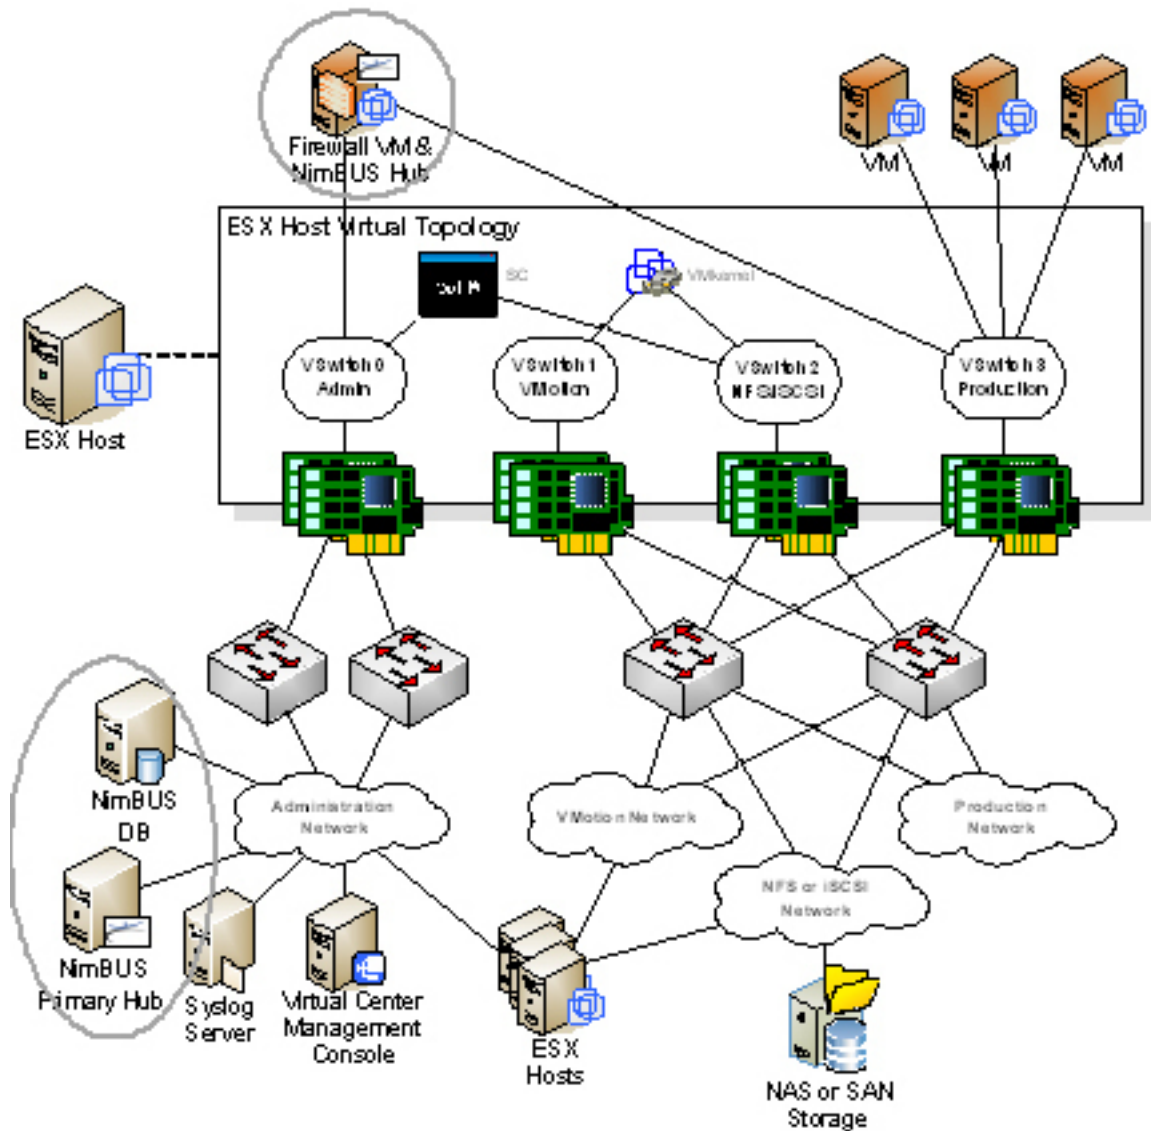 Firewall VM &
NimBUS Hub
VM
VM
VM
ESX Host Virtual Topology
SC
VMkernel
VSwitch 0
Admin
VSwitch 1
VMotion
VSwitch 2
NFS/iSCSI
VSwitch 3
Production
ESX Host
NimBUS
DB
Administration
Network
VMotion Network
Production
Network
NFS or iSCSI
Network
NimBUS
Primary Hub
Syslog
Server
Virtual Center
Management
Console
ESX
Hosts
NAS or SAN
Storage